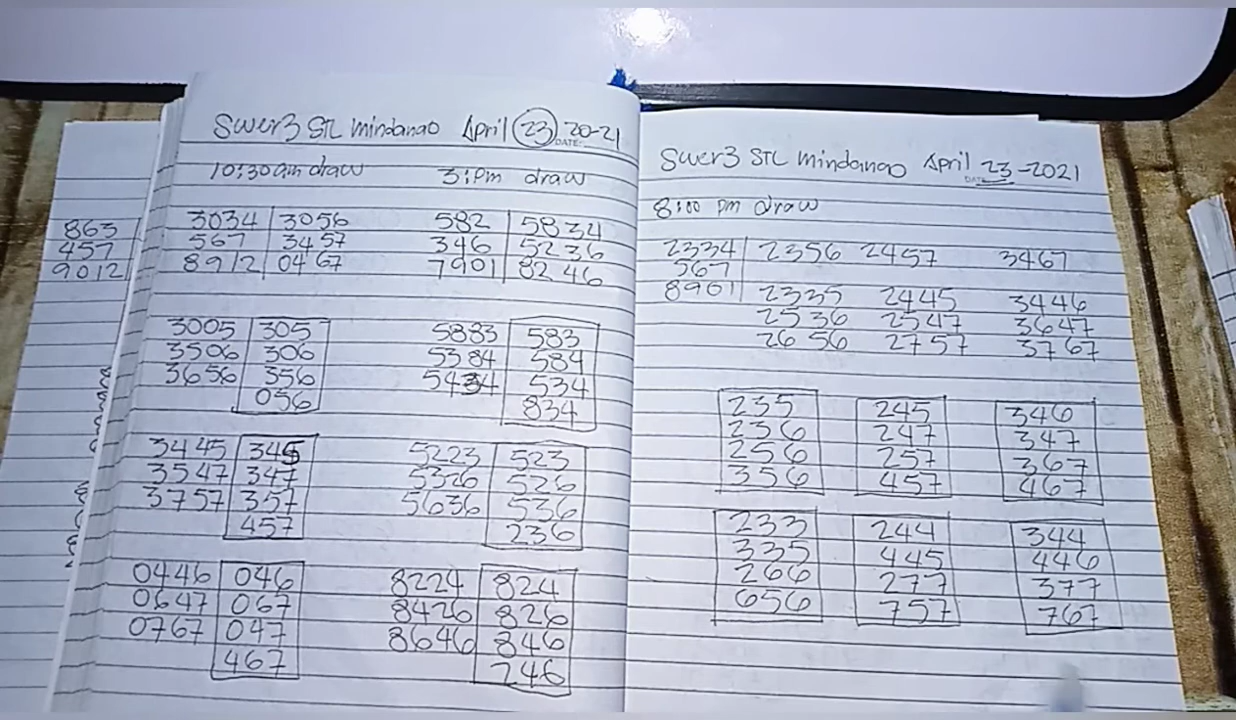 863
457
9012
Swer3 STL mindanao April 23 20-21
DATE:
10:30am draw 3:Pm draw
3034 3056 582 5834
567 3457 346 5236
8912 0467 7901 8246
3005 305 5883 583
3506 306 5384 584
3656 356 5434 534
056 834
3445 345 5223 523
3547 347 5326 526
3757 357 5636 536
457 236
0446 046 8224 824
0647 067 8426 826
0767 047 8646 846
467 246
Swer3 STL mindanao April 23-2021
DATE
8:00 pm draw
2334 2356 2457 3467
567
8901 2335 2445 3446
2536 2547 3647
2656 2757 3767
235 245 346
236 247 347
256 257 367
356 457 467
233 244 344
335 445 446
266 277 377
656 757 767